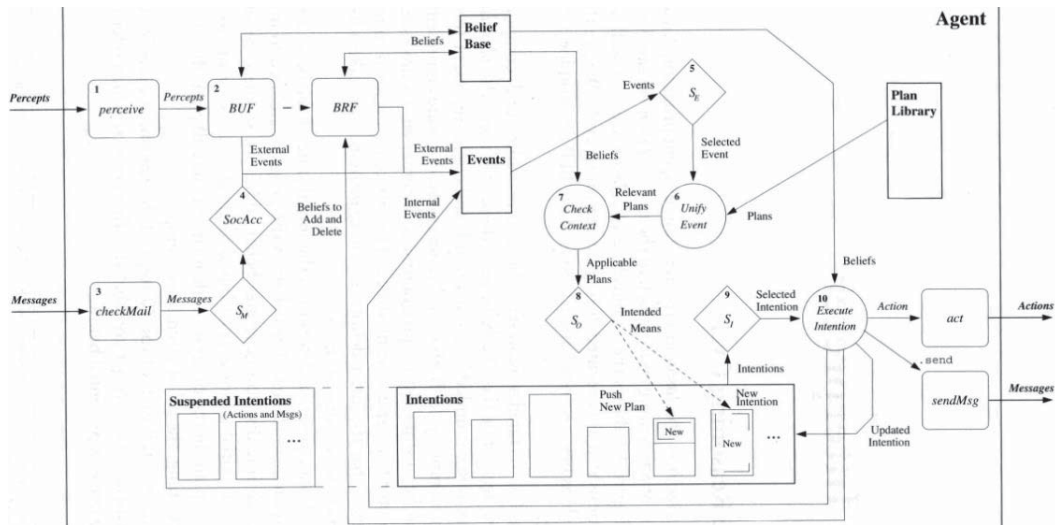 Agent
Belief
Base
Beliefs
Percepts
1
perceive
Percepts
2
BUF
BRF
5
S_E
Events
Plan
Library
External
Events
External
Events
Events
Selected
Event
Beliefs
4
SocAcc
Beliefs to
Add and
Delete
Internal
Events
7
Check
Context
Relevant
Plans
6
Unify
Event
Plans
Applicable
Plans
Beliefs
Messages
3
checkMail
Messages
S_M
8
S_O
Intended
Means
9
S_I
Selected
Intention
10
Execute
Intention
Action
act
Actions
.send
sendMsg
Messages
Intentions
Suspended Intentions
(Actions and Msgs)
...
Intentions
Push
New Plan
New
New
Intention
New
...
Updated
Intention